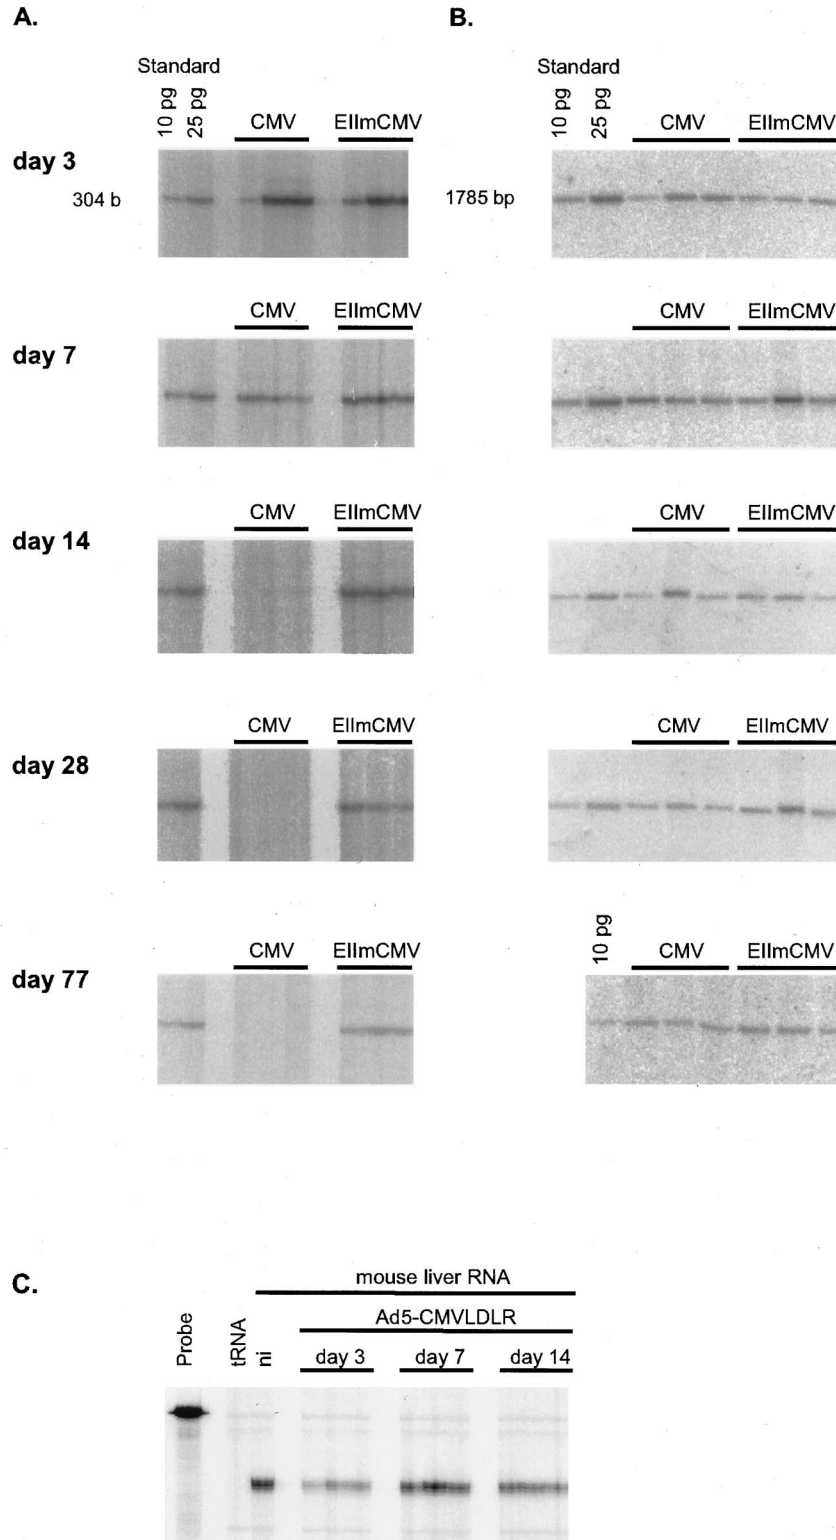 A.
B.
Standard
Standard
10 pg
25 pg
CMV
EIImCMV
10 pg
25 pg
CMV
EIImCMV
day 3
304 b
1785 bp
CMV
EIImCMV
CMV
EIImCMV
day 7
CMV
EIImCMV
CMV
EIImCMV
day 14
CMV
EIImCMV
CMV
EIImCMV
day 28
CMV
EIImCMV
10 pg
CMV
EIImCMV
day 77
C.
mouse liver RNA
Ad5-CMVLDLR
Probe
tRNA
ni
day 3
day 7
day 14